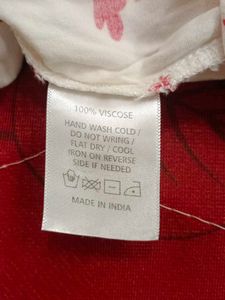 100% VISCOSE
HAND WASH COLD /
DO NOT WRING /
FLAT DRY / COOL
IRON ON REVERSE
SIDE IF NEEDED
MADE IN INDIA